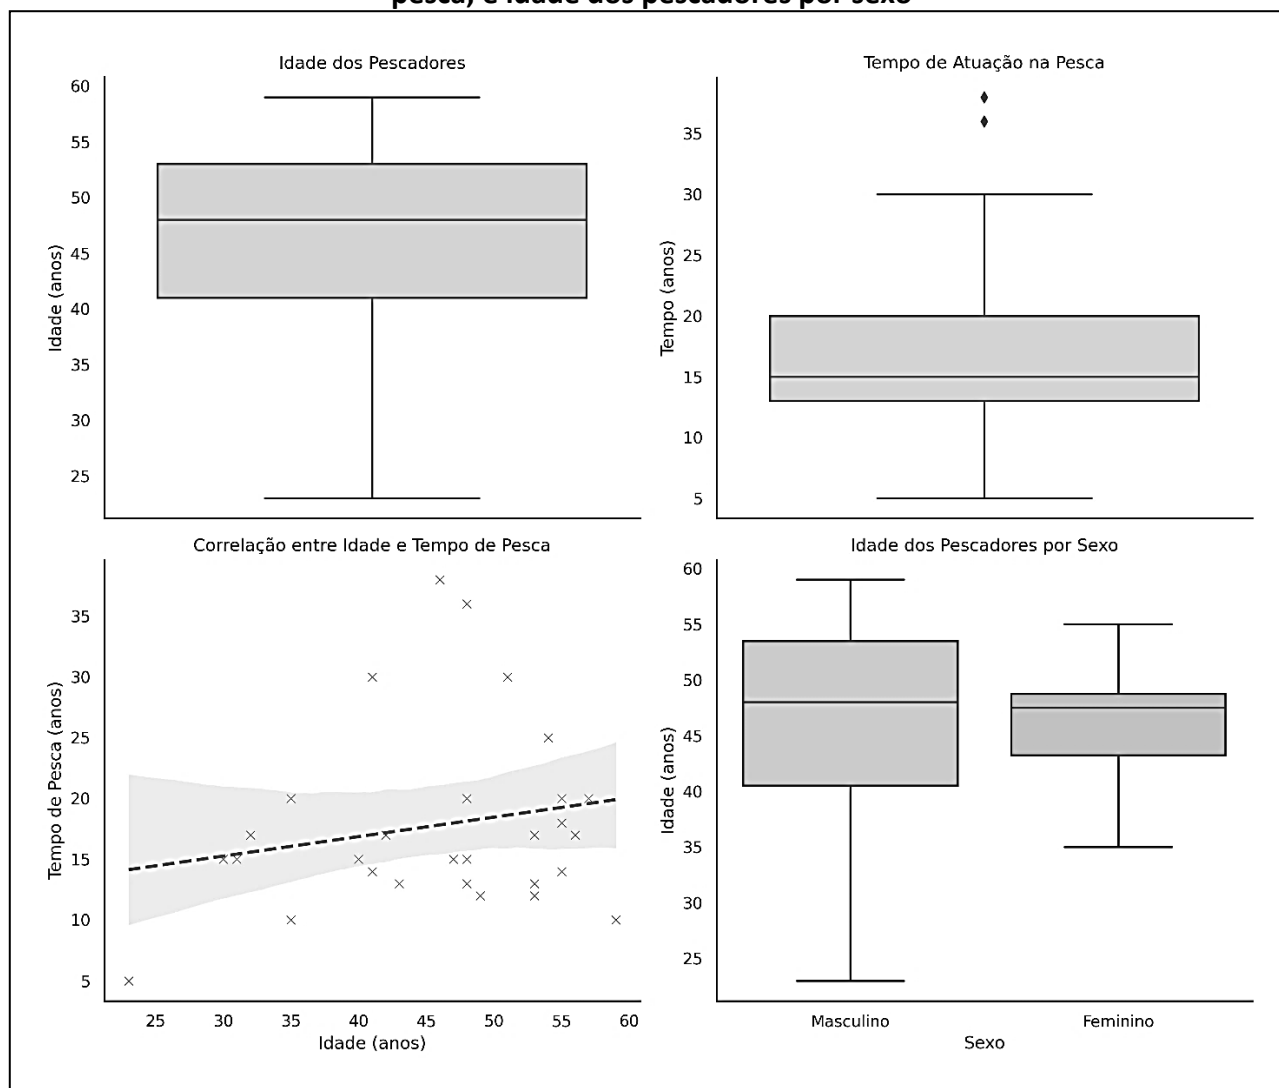 pesca, e idade dos pescadores por sexo
Idade dos Pescadores
60
55
50
45
40
35
30
25
Idade (anos)
Tempo de Atuação na Pesca
35
30
25
20
15
10
5
Tempo (anos)
Correlação entre Idade e Tempo de Pesca
35
30
25
20
15
10
5
Tempo de Pesca (anos)
25 30 35 40 45 50 55 60
Idade (anos)
Idade dos Pescadores por Sexo
60
55
50
45
40
35
30
25
Idade (anos)
Masculino Feminino
Sexo